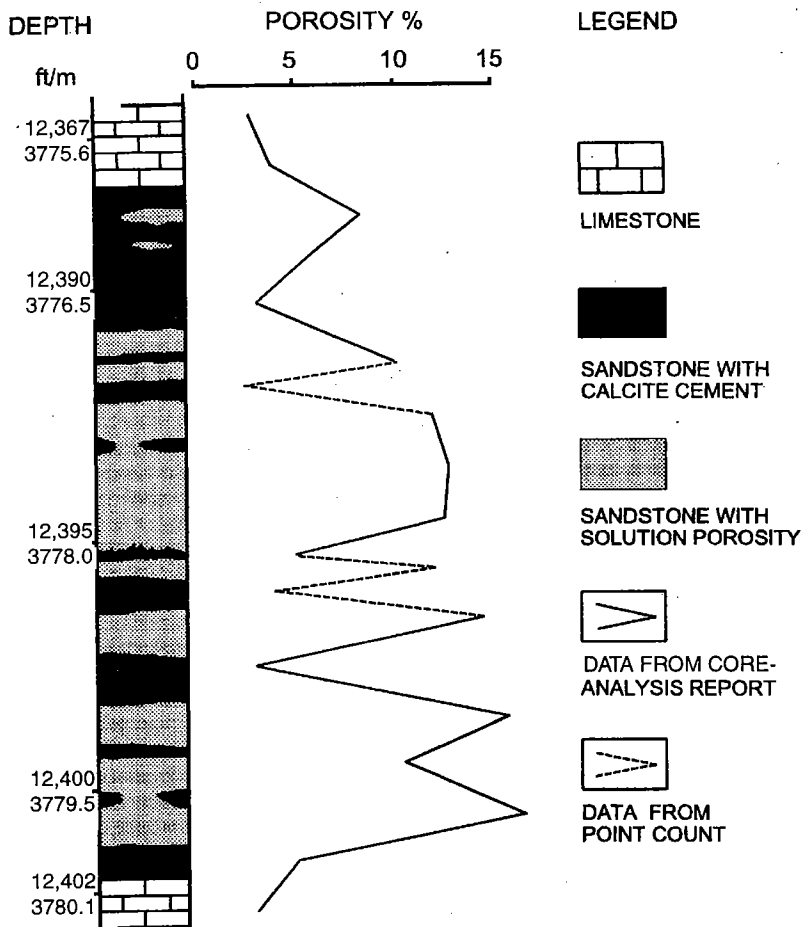 DEPTH
POROSITY %
LEGEND
ft/m
0
5
10
15
12,367
3775.6
12,390
3776.5
12,395
3778.0
12,400
3779.5
12,402
3780.1
LIMESTONE
SANDSTONE WITH
CALCITE CEMENT
SANDSTONE WITH
SOLUTION POROSITY
DATA FROM CORE-
ANALYSIS REPORT
DATA FROM
POINT COUNT